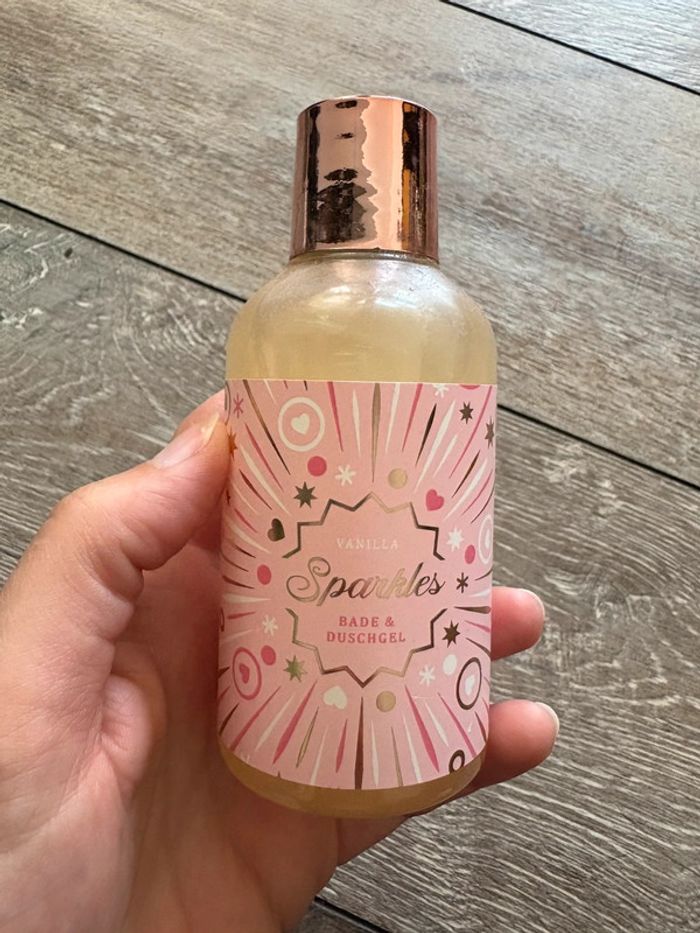 VANILLA
Sparkles
BADE &
DUSCHGEL